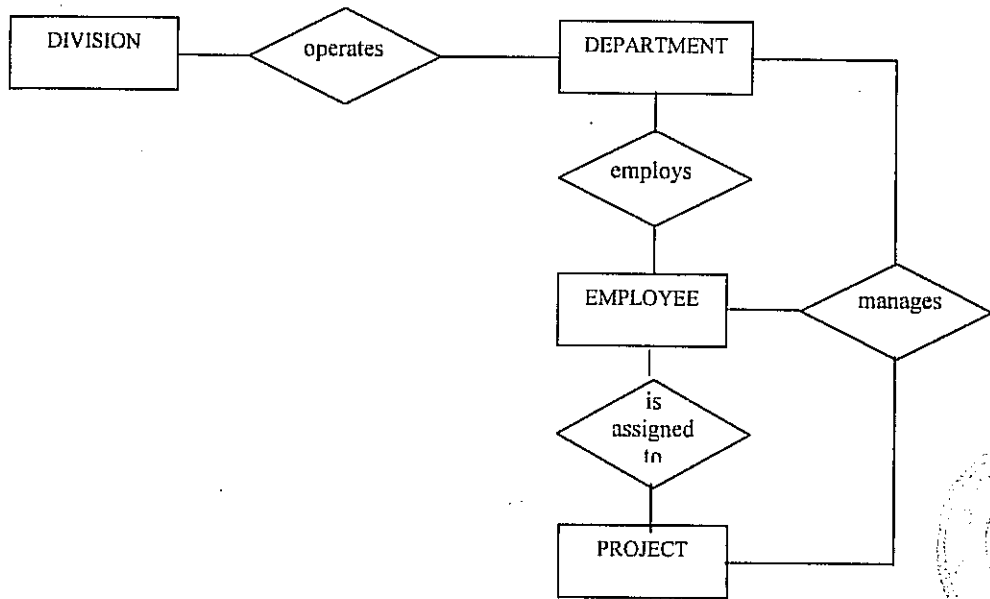 DIVISION
operates
DEPARTMENT
employs
EMPLOYEE
manages
is
assigned
to
PROJECT